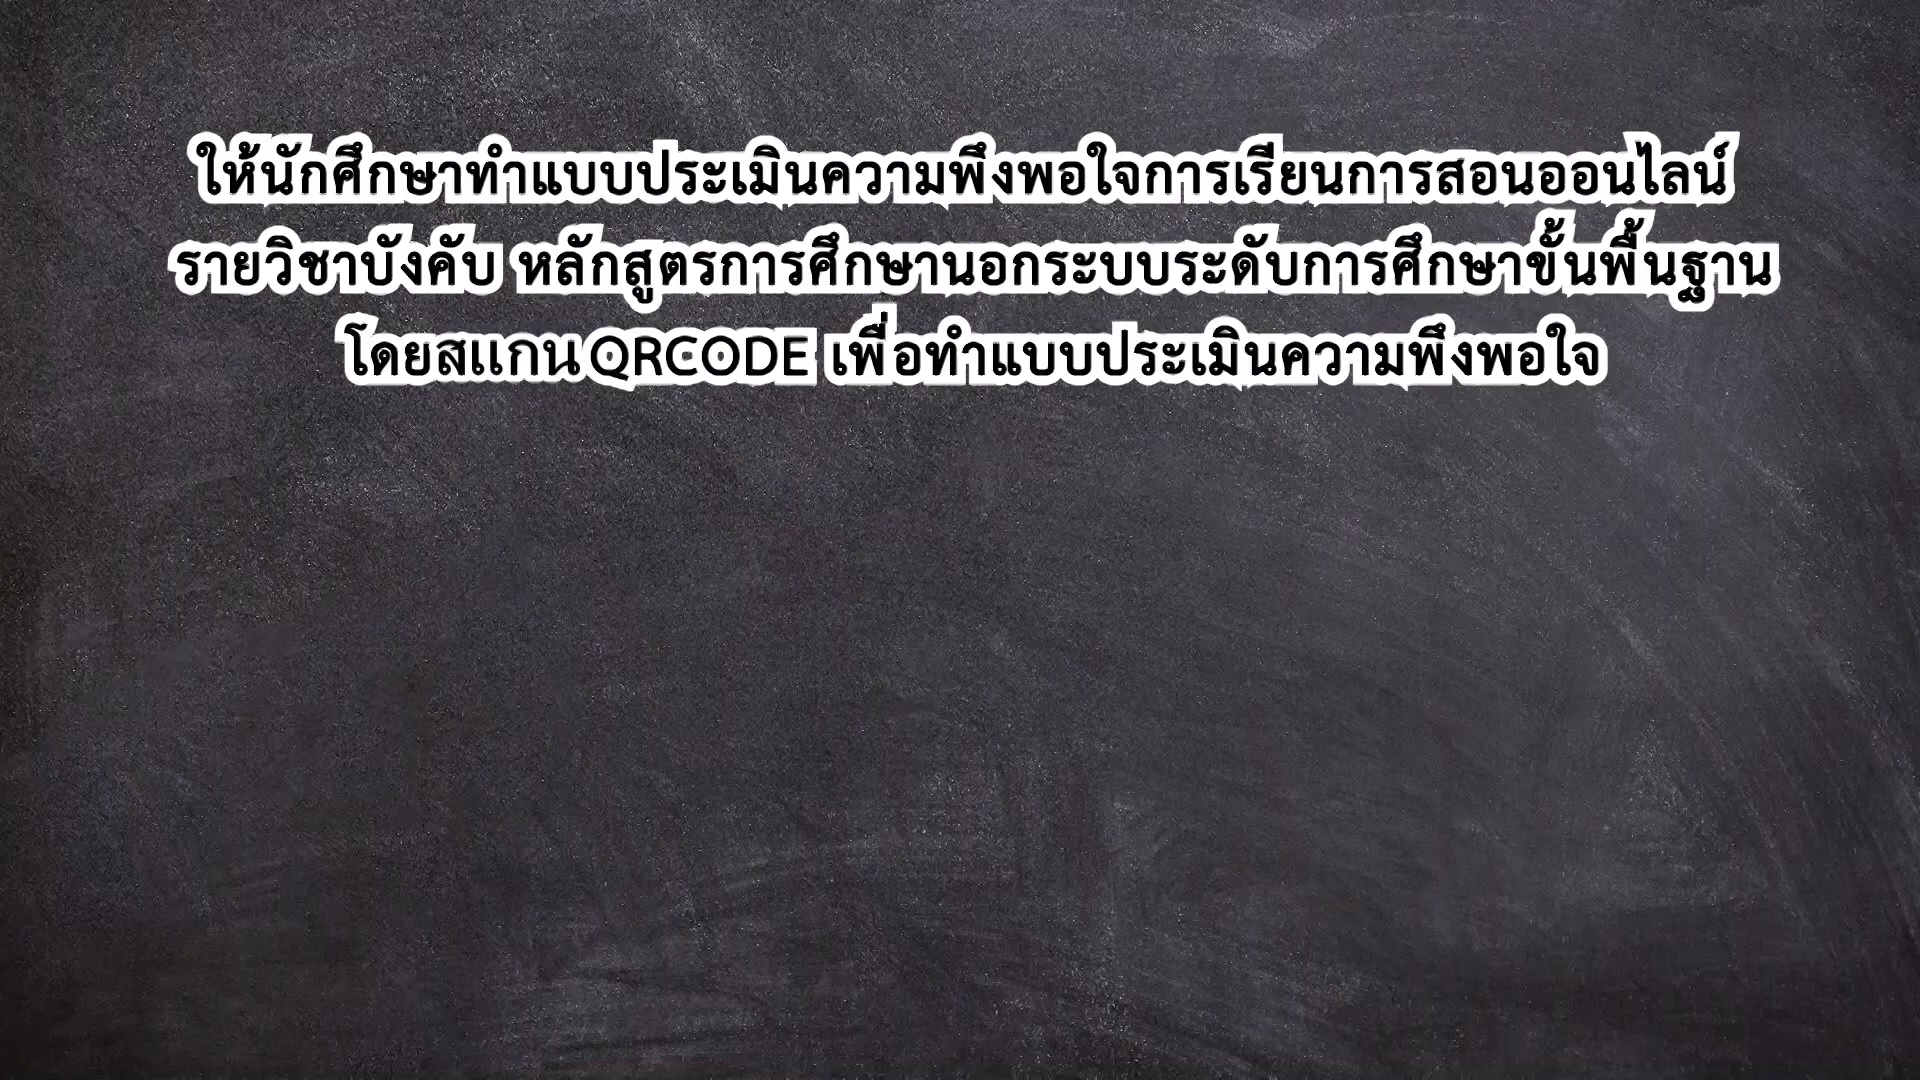 ให้นักศึกษาทำแบบประเมินความพึงพอใจการเรียนการสอนออนไลน์
รายวิชาบังคับ หลักสูตรการศึกษานอกระบบระดับการศึกษาขั้นพื้นฐาน
โดยสแกน QRCODE เพื่อทำแบบประเมินความพึงพอใจ